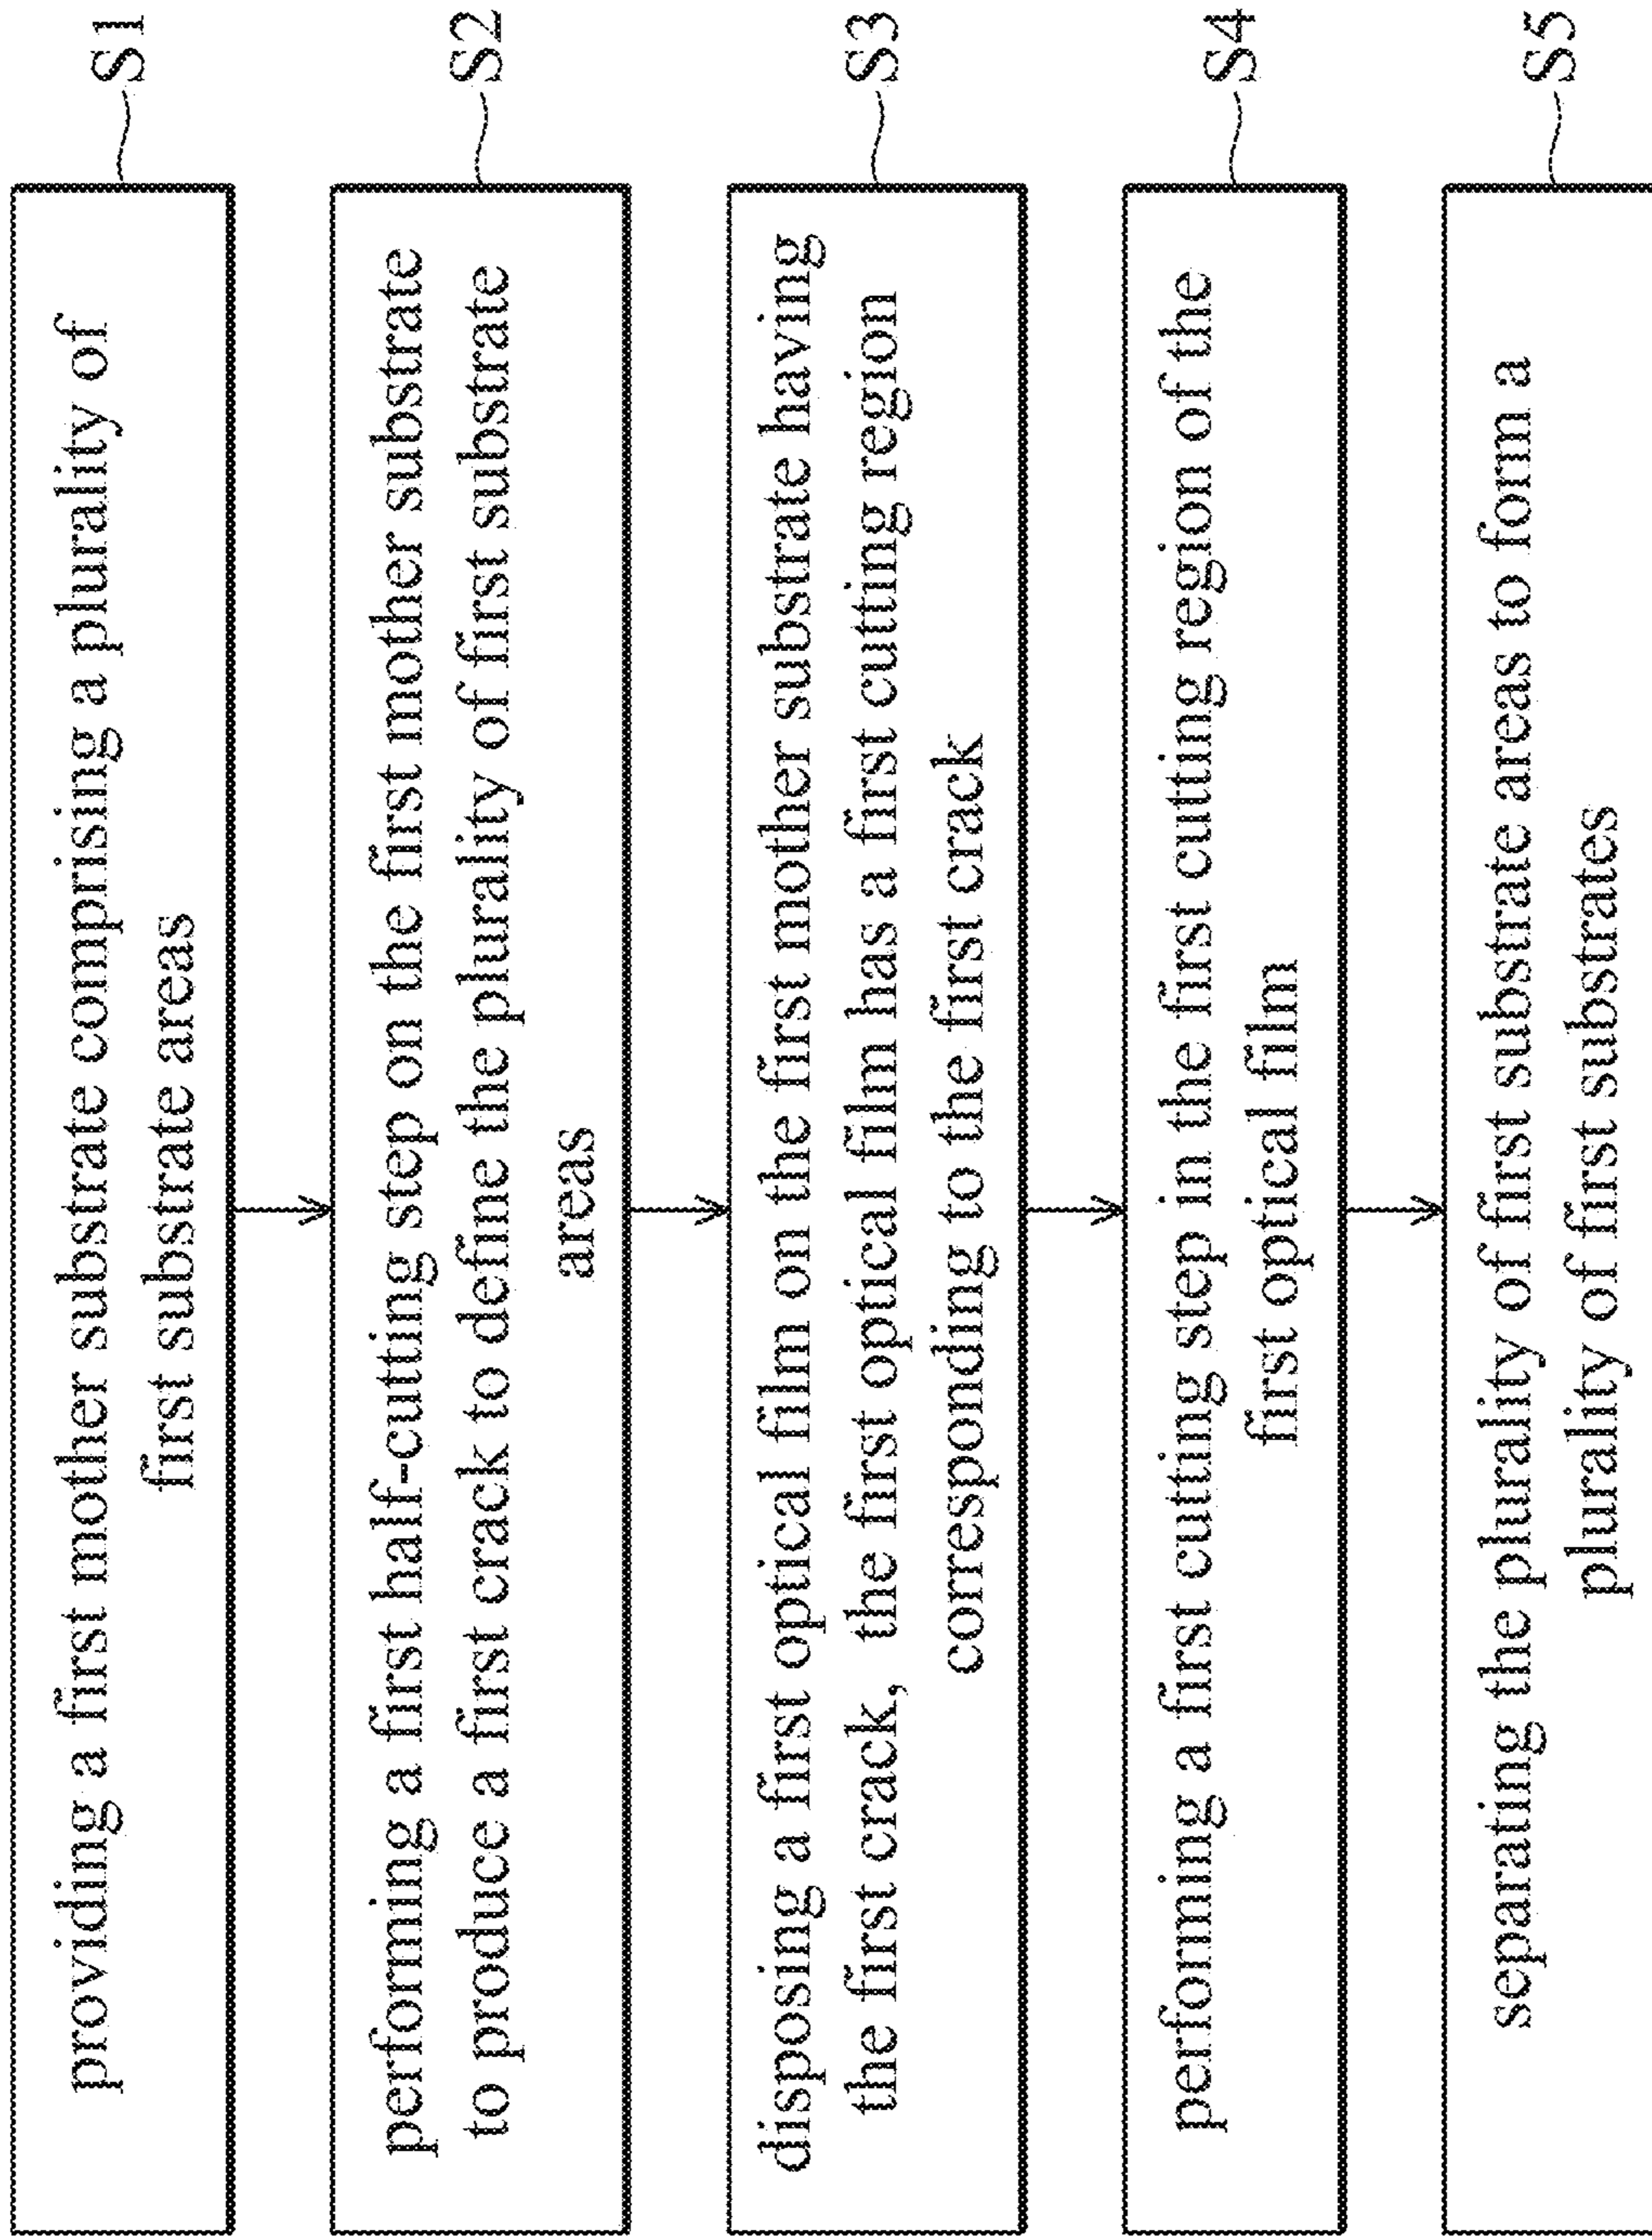 providing a first mother substrate comprising a plurality of
first substrate areas
S1
performing a first half-cutting step on the first mother substrate
to produce a first crack to define the plurality of first substrate
areas
S2
disposing a first optical film on the first mother substrate having
the first crack, the first optical film has a first cutting region
corresponding to the first crack
S3
performing a first cutting step in the first cutting region of the
first optical film
S4
separating the plurality of first substrate areas to form a
plurality of first substrates
S5